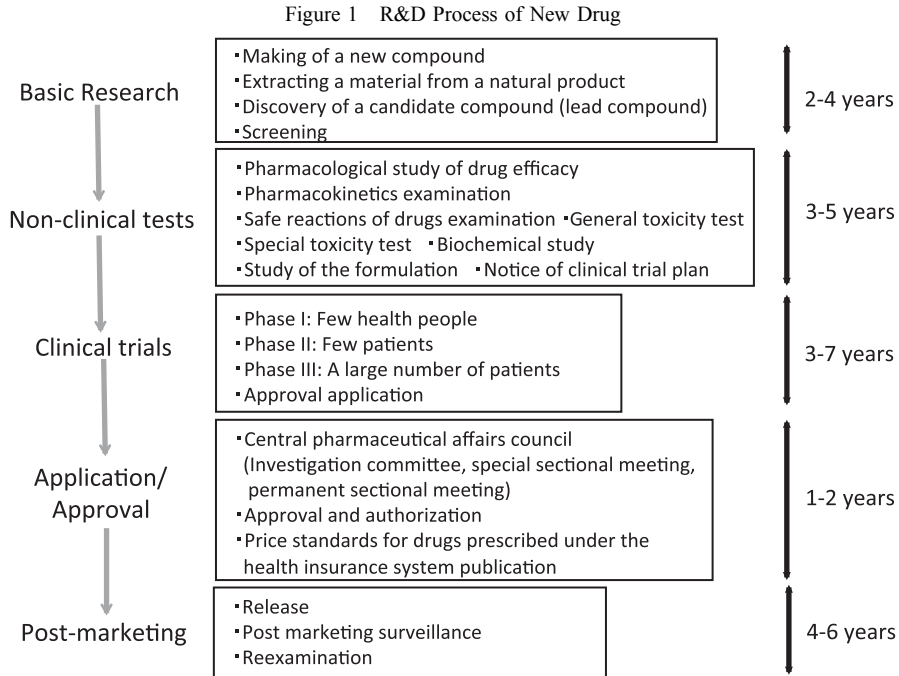 Figure 1 R&D Process of New Drug
Basic Research
・Making of a new compound
・Extracting a material from a natural product
・Discovery of a candidate compound (lead compound)
・Screening
2-4 years
Non-clinical tests
・Pharmacological study of drug efficacy
・Pharmacokinetics examination
・Safe reactions of drugs examination ・General toxicity test
・Special toxicity test ・Biochemical study
・Study of the formulation ・Notice of clinical trial plan
3-5 years
Clinical trials
・Phase I: Few health people
・Phase II: Few patients
・Phase III: A large number of patients
・Approval application
3-7 years
Application/
Approval
・Central pharmaceutical affairs council
(Investigation committee, special sectional meeting,
permanent sectional meeting)
・Approval and authorization
・Price standards for drugs prescribed under the
health insurance system publication
1-2 years
Post-marketing
・Release
・Post marketing surveillance
・Reexamination
4-6 years